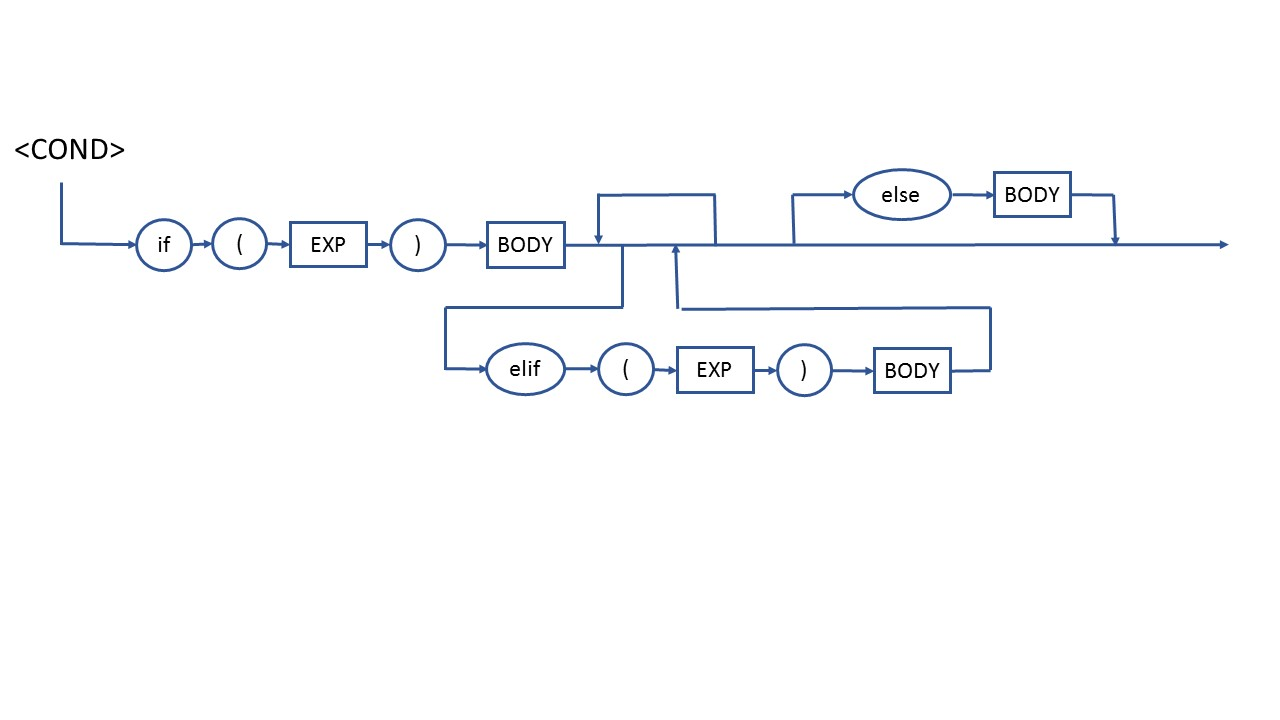 <COND>
else BODY
if ( EXP ) BODY
elif ( EXP ) BODY